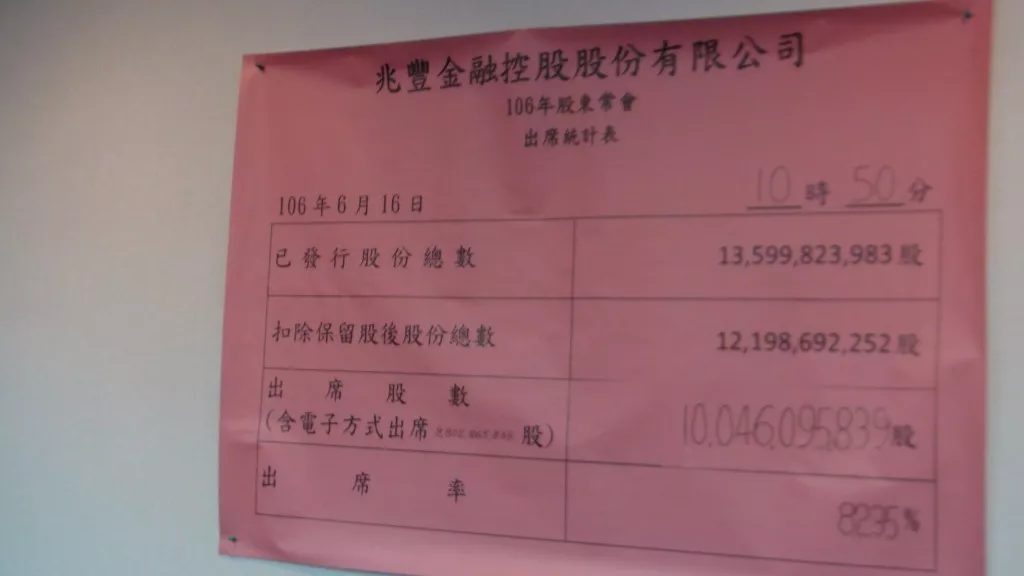 兆豐金融控股股份有限公司
106年股東常會
出席統計表
106年6月16日 10時50分
已發行股份總數 13,599,823,983股
扣除保留股後股份總數 12,198,692,252股
出席股數 10,046,095,839股
(含電子方式出席 股)
出席率 8235%